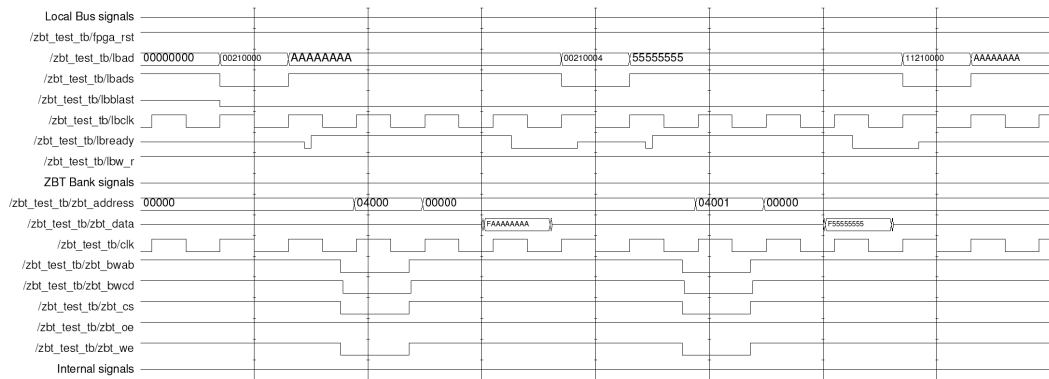 Local Bus signals
/zbt_test_tb/fpga_rst
/zbt_test_tb/lbad 00000000 00210000 AAAAAAAA 00210004 55555555 11210000 AAAAAAAA
/zbt_test_tb/lbads
/zbt_test_tb/lbblast
/zbt_test_tb/lbclk
/zbt_test_tb/lbready
/zbt_test_tb/lbw_r
ZBT Bank signals
/zbt_test_tb/zbt_address 00000 04000 00000 04001 00000
/zbt_test_tb/zbt_data FAAAAAAAA F55555555
/zbt_test_tb/clk
/zbt_test_tb/zbt_bwab
/zbt_test_tb/zbt_bwcd
/zbt_test_tb/zbt_cs
/zbt_test_tb/zbt_oe
/zbt_test_tb/zbt_we
Internal signals